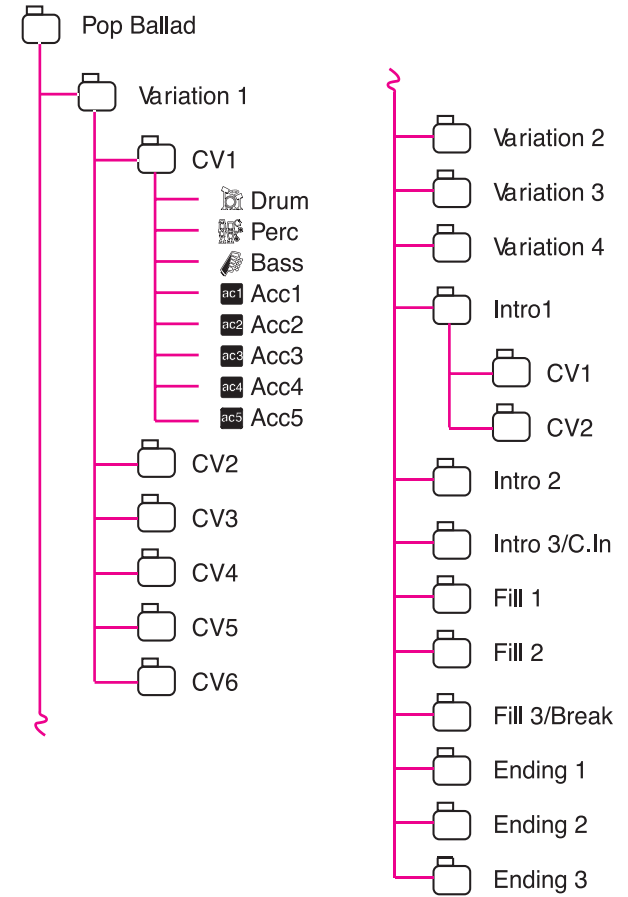 Pop Ballad
Variation 1
CV1
Drum
Perc
Bass
ac1 Acc1
ac2 Acc2
ac3 Acc3
ac4 Acc4
ac5 Acc5
CV2
CV3
CV4
CV5
CV6
Variation 2
Variation 3
Variation 4
Intro1
CV1
CV2
Intro 2
Intro 3/C.In
Fill 1
Fill 2
Fill 3/Break
Ending 1
Ending 2
Ending 3